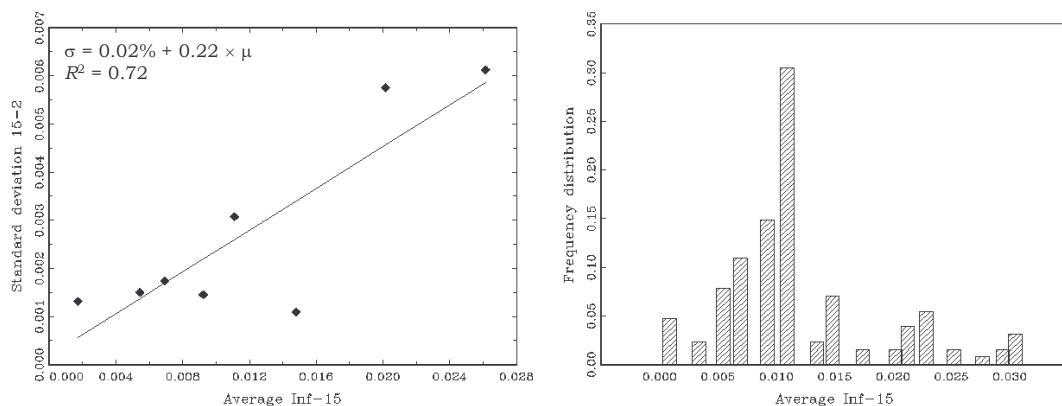 σ = 0.02% + 0.22 × μ
R² = 0.72
Standard deviation 15-2
0.000 0.001 0.002 0.003 0.004 0.005 0.006 0.007
0.000 0.004 0.008 0.012 0.016 0.020 0.024 0.028
Average Inf-15
Frequency distribution
0.00 0.05 0.10 0.15 0.20 0.25 0.30 0.35
0.000 0.005 0.010 0.015 0.020 0.025 0.030
Average Inf-15